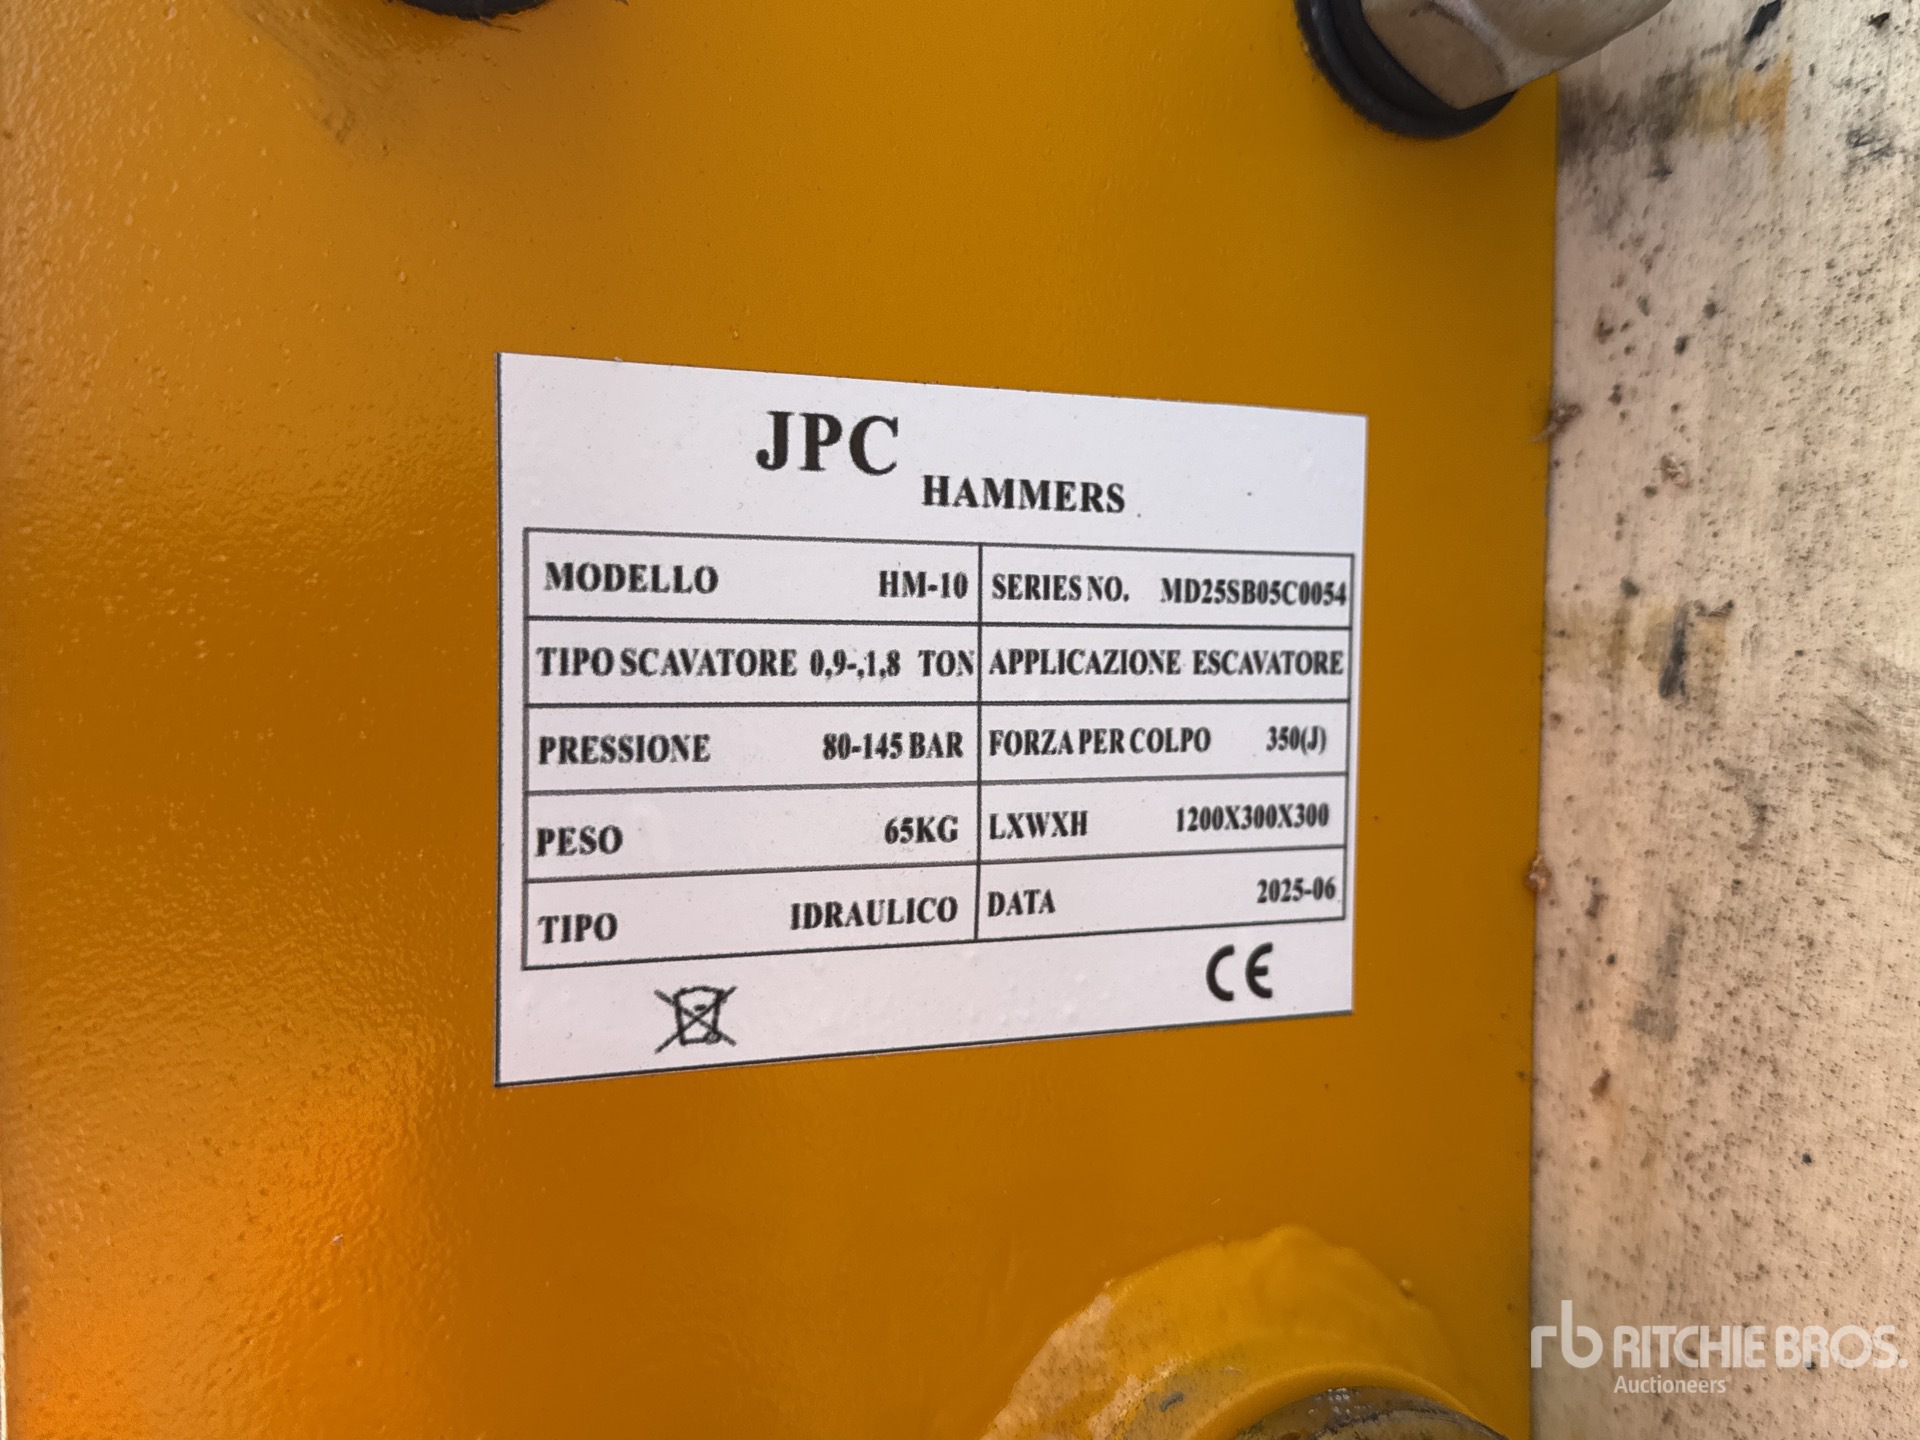 JPC
HAMMERS
MODELLO HM-10 SERIES NO. MD25SB05C0054
TIPO SCAVATORE 0,9-,1,8 TON APPLICAZIONE ESCAVATORE
PRESSIONE 80-145 BAR FORZA PER COLPO 350(J)
PESO 65KG LXWXH 1200X300X300
TIPO IDRAULICO DATA 2025-06
CE
rb RITCHIE BROS.
Auctioneers